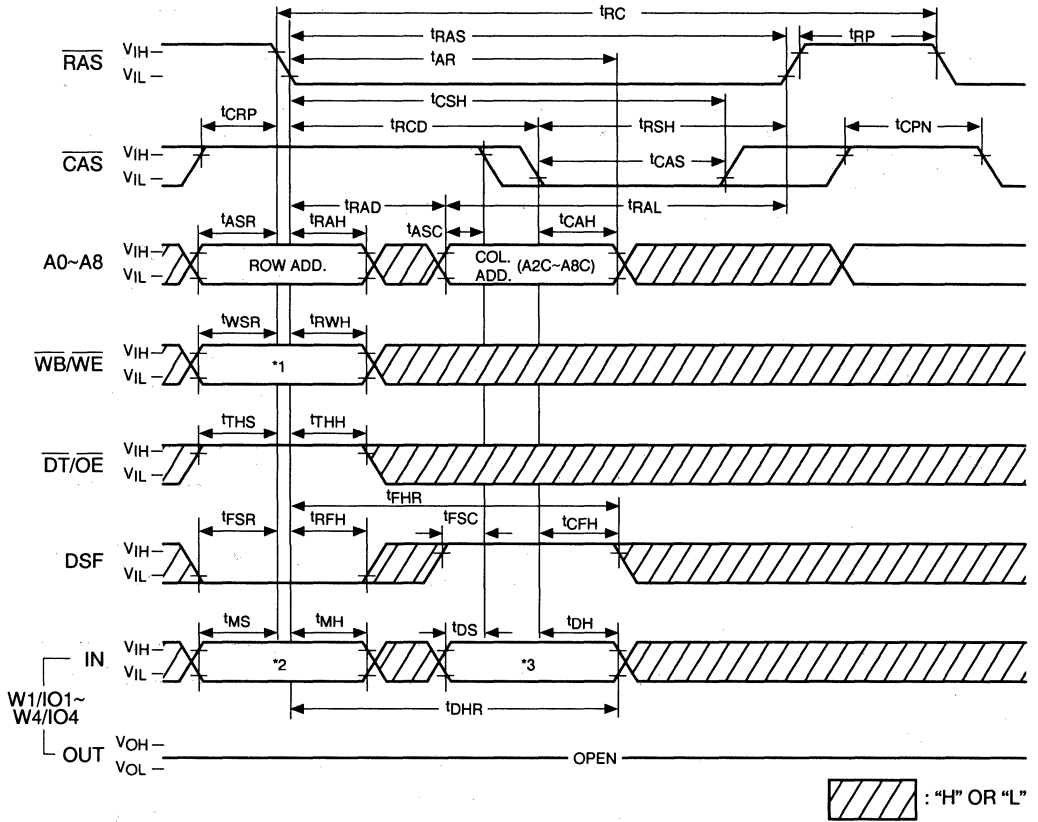 tRC
tRAS
tRP
RAS VIH
VIL
tAR
tCSH
tCRP tRCD tRSH tCPN
CAS VIH
VIL
tCAS
tRAD tRAL
tASR tRAH tASC tCAH
A0~A8 VIH
VIL
ROW ADD.
COL. ADD. (A2C~A8C)
tWSR tRWH
WB/WE VIH
VIL
*1
tTHS tTHH
DT/OE VIH
VIL
tFHR
tFSR tRFH tFSC tCFH
DSF VIH
VIL
tMS tMH tDS tDH
IN VIH
VIL
*2 *3
W1/IO1~
W4/IO4
tDHR
OUT VOH
VOL
OPEN
: "H" OR "L"